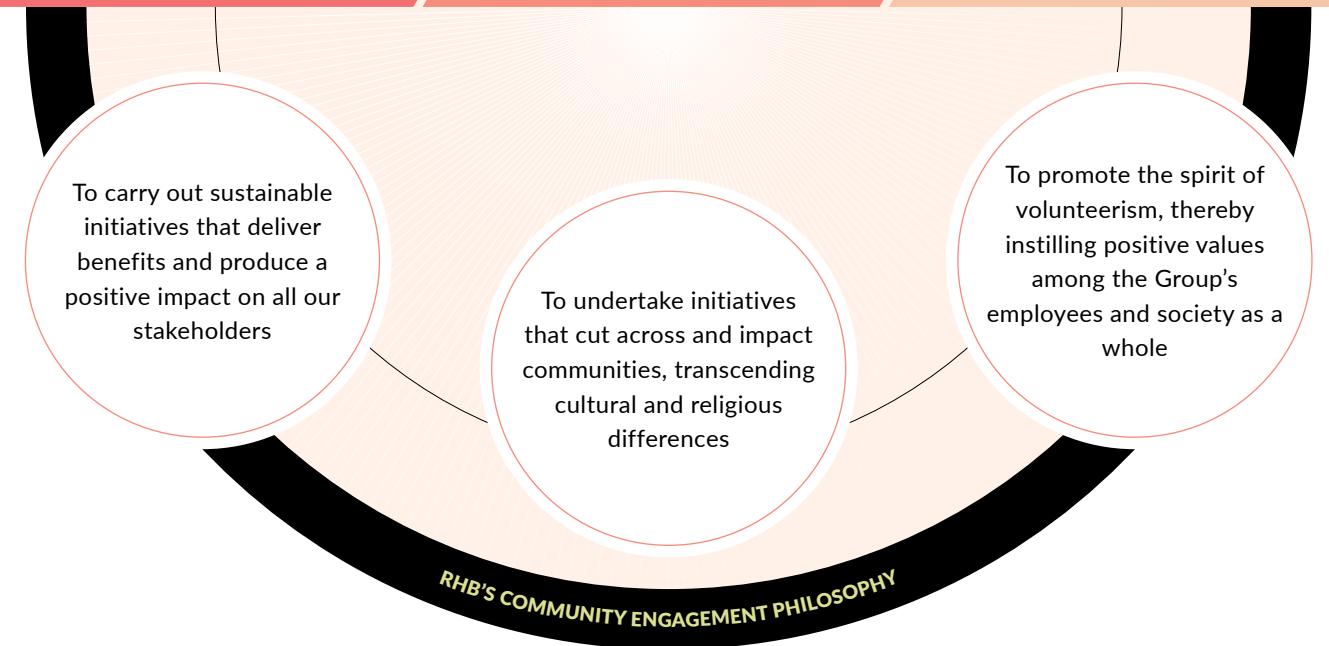 To carry out sustainable
initiatives that deliver
benefits and produce a
positive impact on all our
stakeholders
To undertake initiatives
that cut across and impact
communities, transcending
cultural and religious
differences
To promote the spirit of
volunteerism, thereby
instilling positive values
among the Group’s
employees and society as a
whole
RHB’S COMMUNITY ENGAGEMENT PHILOSOPHY